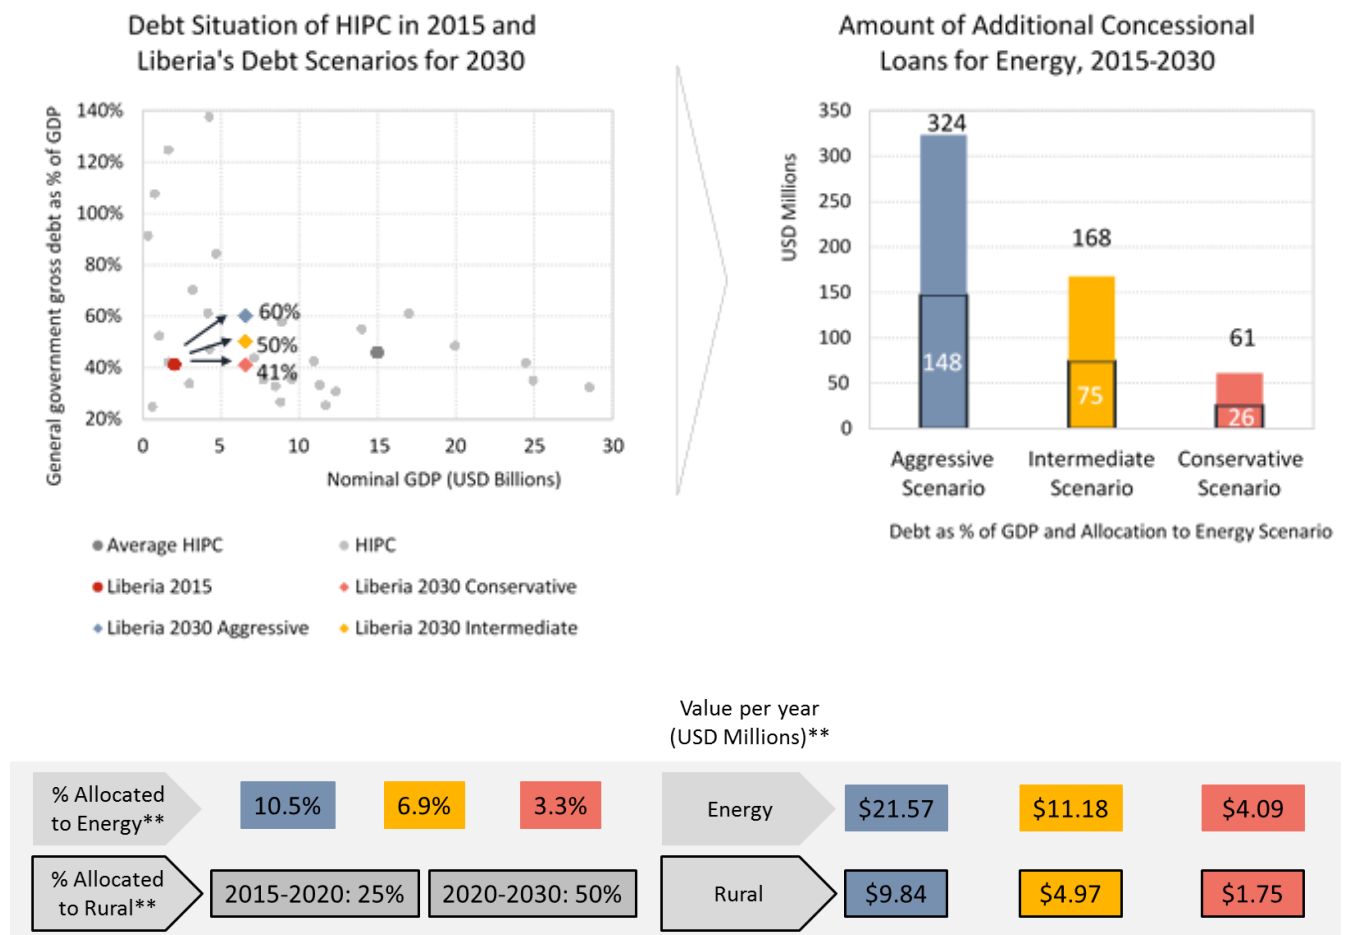 Debt Situation of HIPC in 2015 and
Liberia's Debt Scenarios for 2030
General government gross debt as % of GDP
140%
120%
100%
80%
60%
40%
20%
60%
50%
41%
0
5
10
15
20
25
30
Nominal GDP (USD Billions)
Average HIPC
HIPC
Liberia 2015
Liberia 2030 Conservative
Liberia 2030 Aggressive
Liberia 2030 Intermediate
Amount of Additional Concessional
Loans for Energy, 2015-2030
USD Millions
350
300
250
200
150
100
50
0
324
148
168
75
61
26
Aggressive
Scenario
Intermediate
Scenario
Conservative
Scenario
Debt as % of GDP and Allocation to Energy Scenario
Value per year
(USD Millions)**
% Allocated
to Energy**
10.5%
6.9%
3.3%
Energy
$21.57
$11.18
$4.09
% Allocated
to Rural**
2015-2020: 25%
2020-2030: 50%
Rural
$9.84
$4.97
$1.75